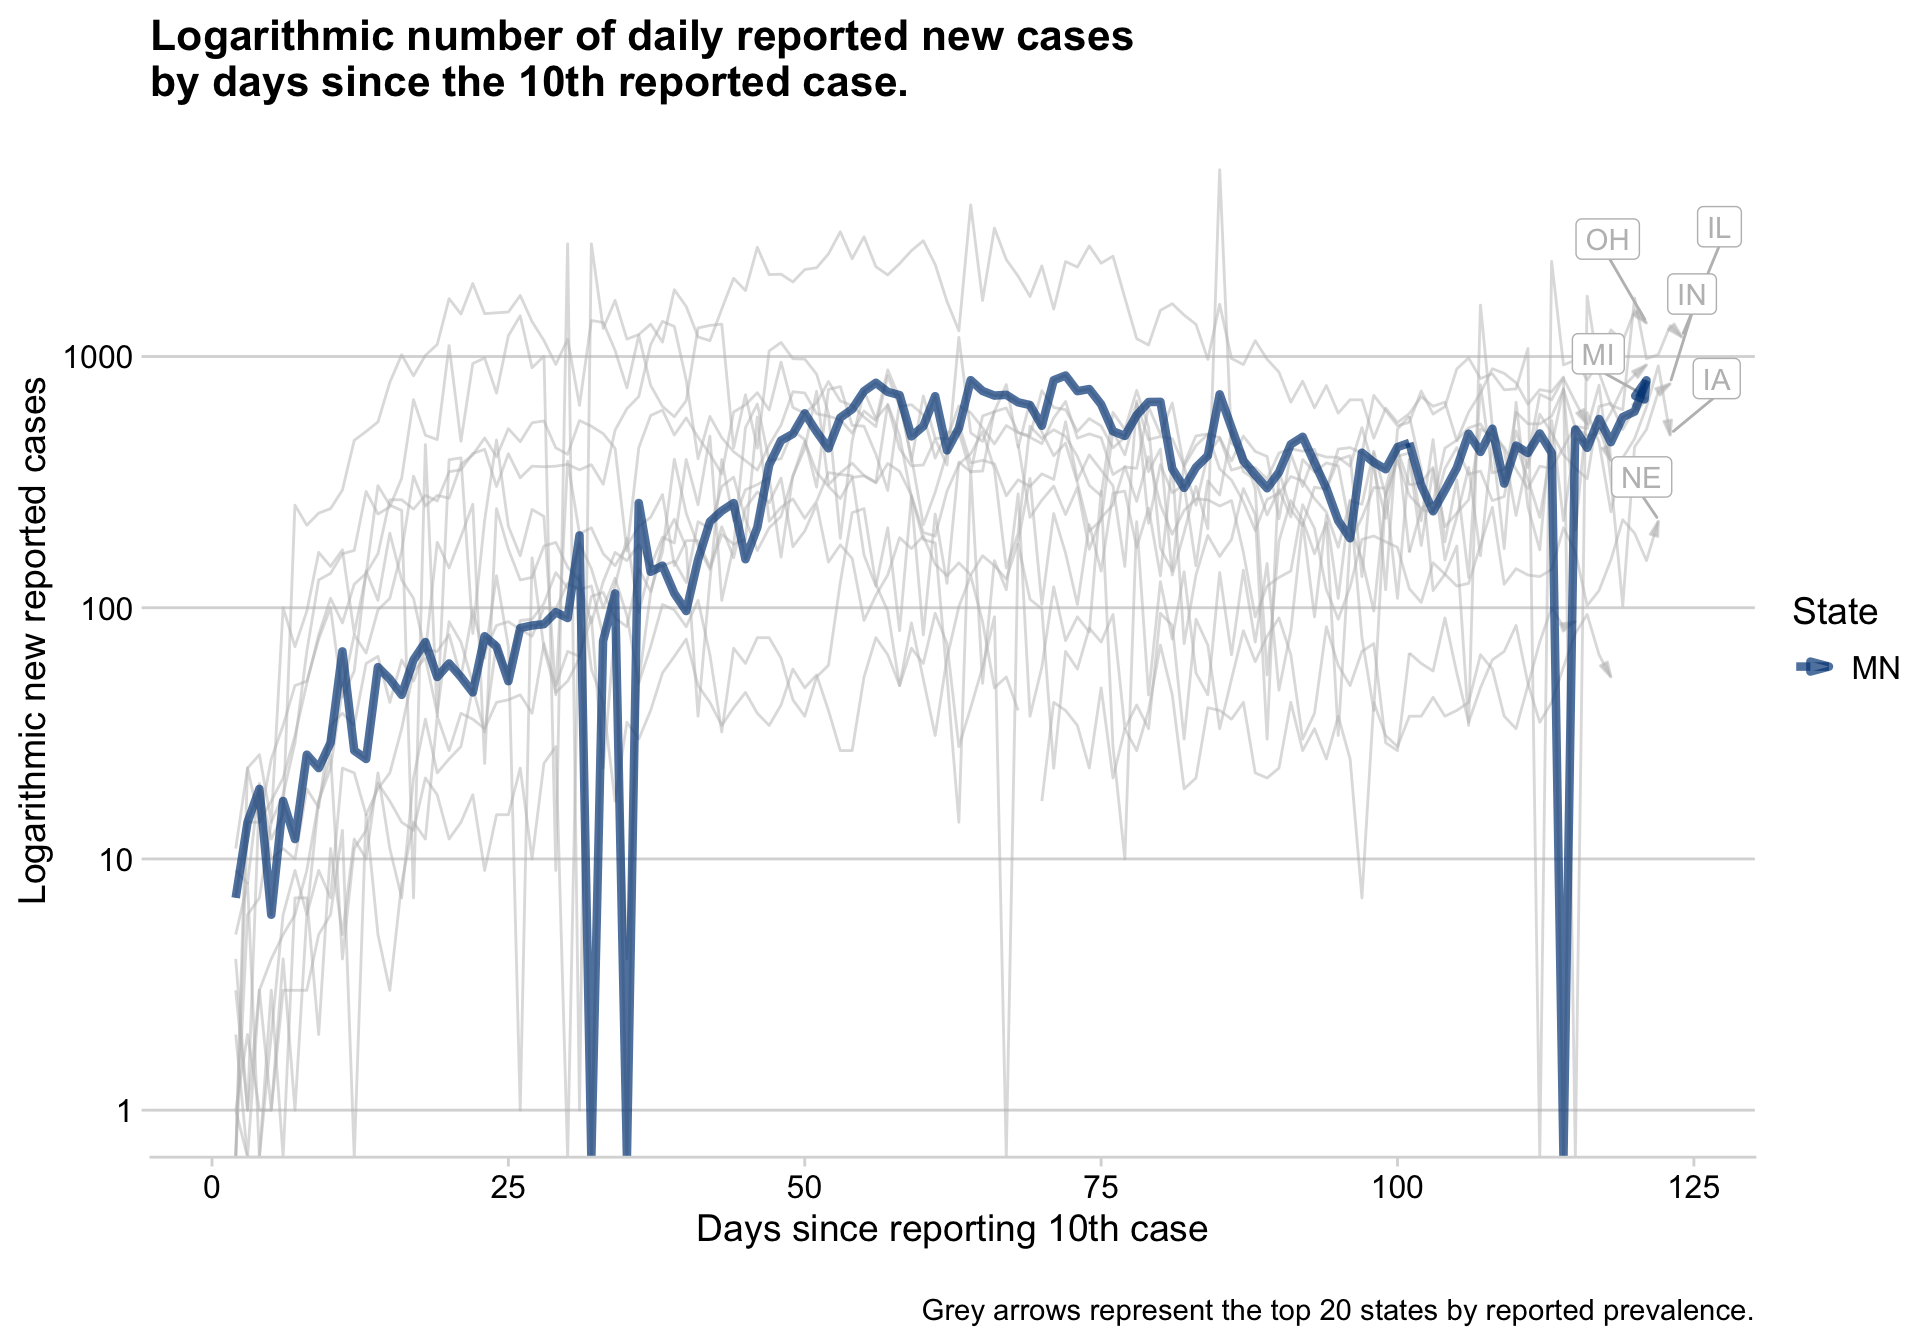 Logarithmic number of daily reported new cases
by days since the 10th reported case.
Logarithmic new reported cases
1000
100
10
1
OH
IL
IN
MI
IA
NE
State
MN
0
25
50
75
100
125
Days since reporting 10th case
Grey arrows represent the top 20 states by reported prevalence.